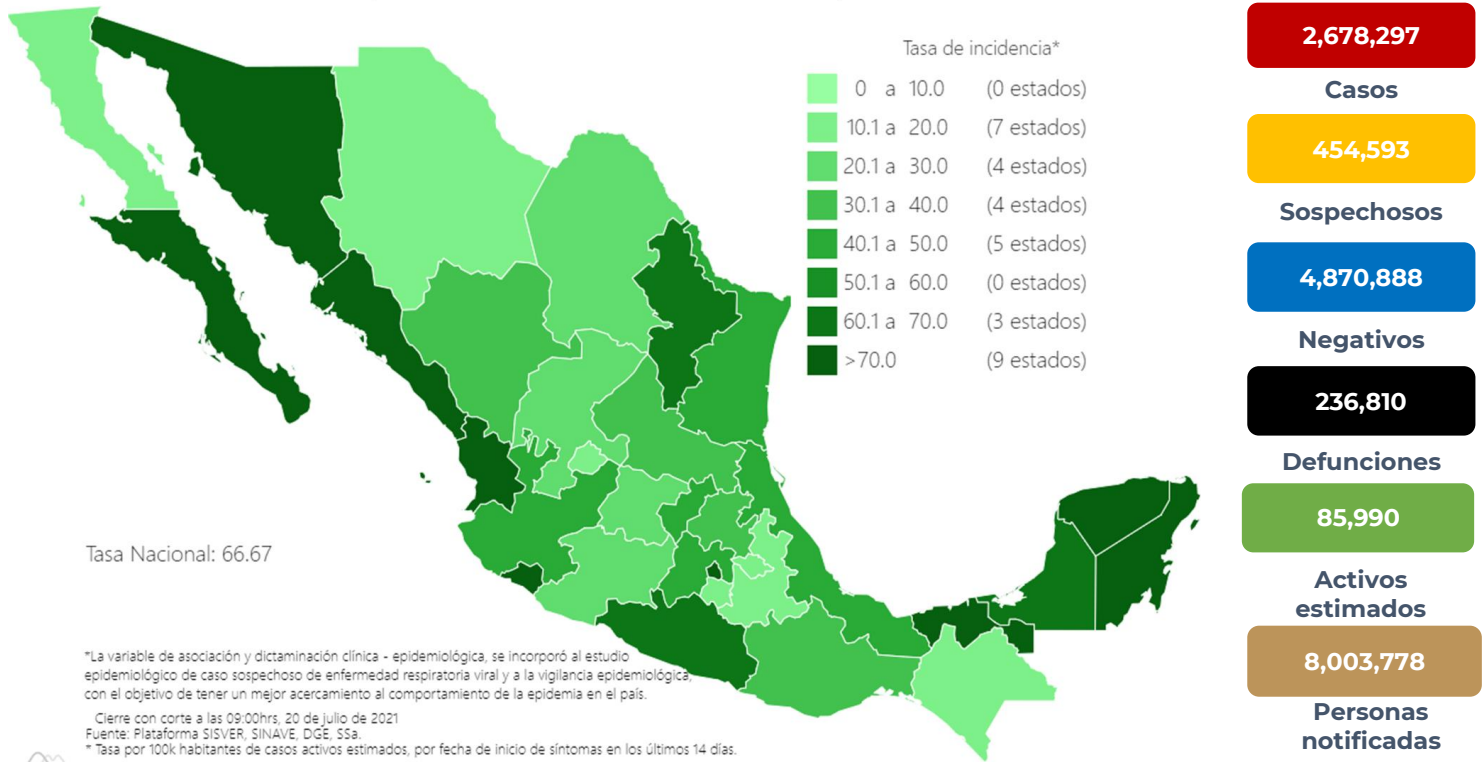 Tasa de incidencia*
0 a 10.0 (0 estados)
10.1 a 20.0 (7 estados)
20.1 a 30.0 (4 estados)
30.1 a 40.0 (4 estados)
40.1 a 50.0 (5 estados)
50.1 a 60.0 (0 estados)
60.1 a 70.0 (3 estados)
>70.0 (9 estados)
Tasa Nacional: 66.67
*La variable de asociación y dictaminación clínica - epidemiológica, se incorporó al estudio
epidemiológico de caso sospechoso de enfermedad respiratoria viral y a la vigilancia epidemiológica,
con el objetivo de tener un mejor acercamiento al comportamiento de la epidemia en el país.
Cierre con corte a las 09:00hrs, 20 de julio de 2021
Fuente: Plataforma SISVER, SINAVE, DGE, SSa.
* Tasa por 100k habitantes de casos activos estimados, por fecha de inicio de síntomas en los últimos 14 días.
2,678,297
Casos
454,593
Sospechosos
4,870,888
Negativos
236,810
Defunciones
85,990
Activos
estimados
8,003,778
Personas
notificadas